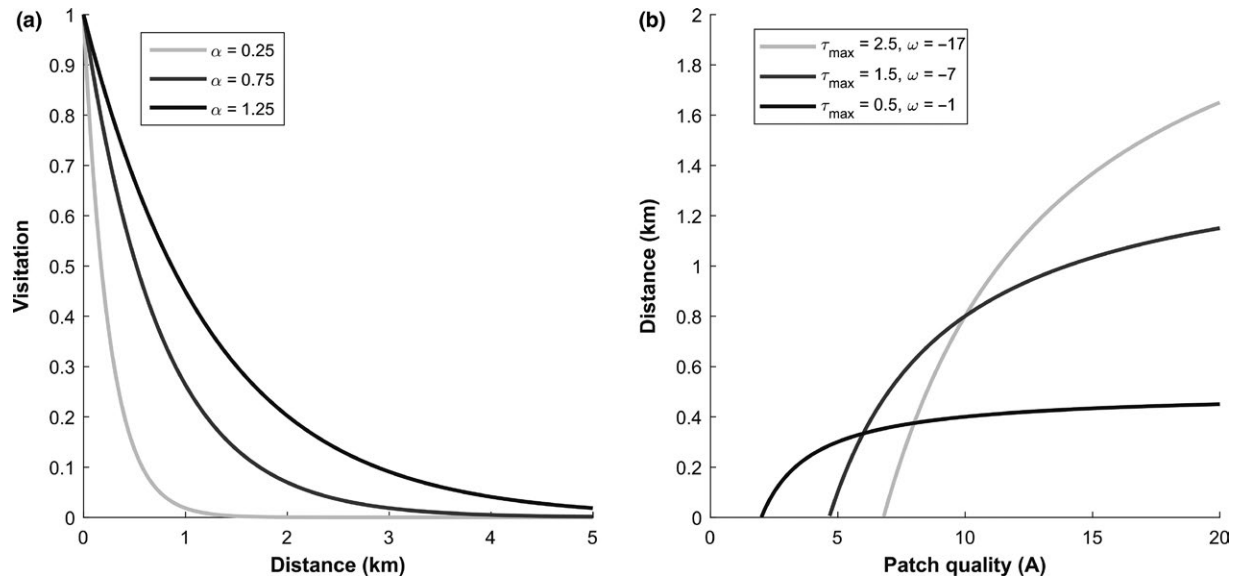 (a)
α = 0.25
α = 0.75
α = 1.25
Visitation
1
0.9
0.8
0.7
0.6
0.5
0.4
0.3
0.2
0.1
0
0 1 2 3 4 5
Distance (km)
(b)
τmax = 2.5, ω = –17
τmax = 1.5, ω = –7
τmax = 0.5, ω = –1
Distance (km)
2
1.8
1.6
1.4
1.2
1
0.8
0.6
0.4
0.2
0
0 5 10 15 20
Patch quality (A)